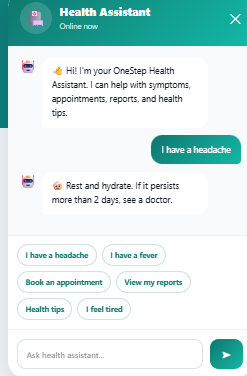 Health Assistant
Online now
Hi! I'm your OneStep Health
Assistant. I can help with symptoms,
appointments, reports, and health
tips.
I have a headache
Rest and hydrate. If it persists
more than 2 days, see a doctor.
I have a headache
I have a fever
Book an appointment
View my reports
Health tips
I feel tired
Ask health assistant...